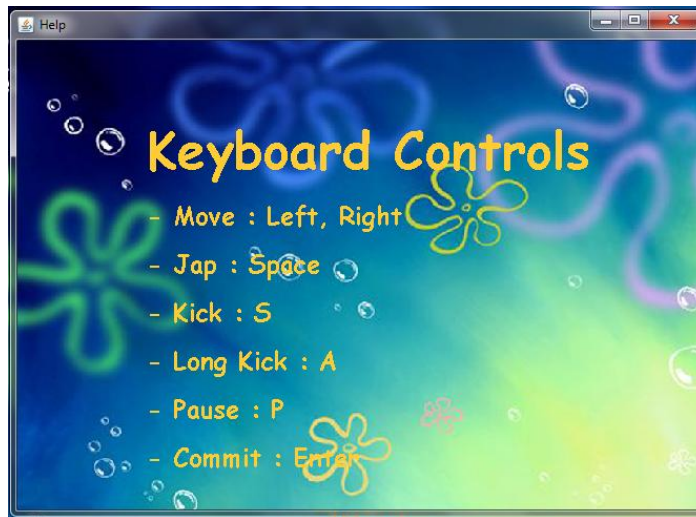 Help
Keyboard Controls
- Move : Left, Right
- Jap : Space
- Kick : S
- Long Kick : A
- Pause : P
- Commit : Enter